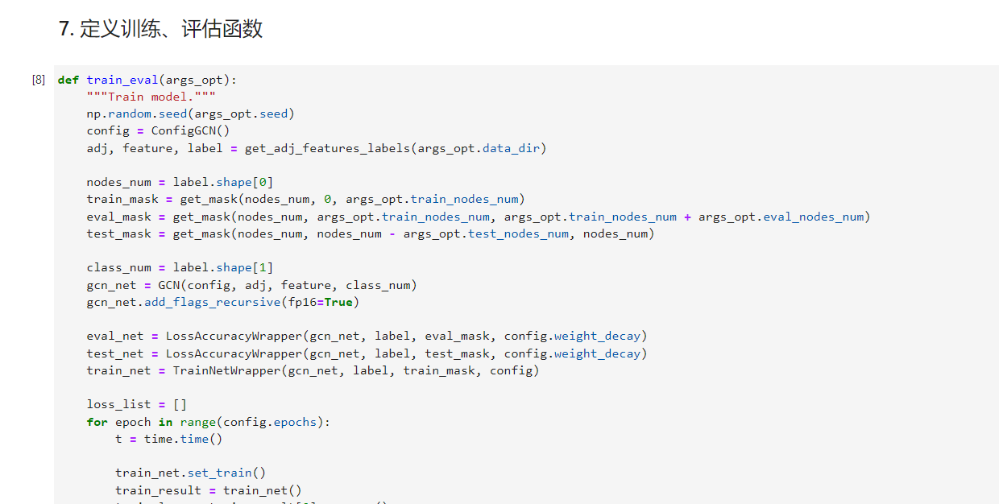 7. 定义训练、评估函数
[8] def train_eval(args_opt):
"""Train model."""
np.random.seed(args_opt.seed)
config = ConfigGCN()
adj, feature, label = get_adj_features_labels(args_opt.data_dir)
nodes_num = label.shape[0]
train_mask = get_mask(nodes_num, 0, args_opt.train_nodes_num)
eval_mask = get_mask(nodes_num, args_opt.train_nodes_num, args_opt.train_nodes_num + args_opt.eval_nodes_num)
test_mask = get_mask(nodes_num, nodes_num - args_opt.test_nodes_num, nodes_num)
class_num = label.shape[1]
gcn_net = GCN(config, adj, feature, class_num)
gcn_net.add_flags_recursive(fp16=True)
eval_net = LossAccuracyWrapper(gcn_net, label, eval_mask, config.weight_decay)
test_net = LossAccuracyWrapper(gcn_net, label, test_mask, config.weight_decay)
train_net = TrainNetWrapper(gcn_net, label, train_mask, config)
loss_list = []
for epoch in range(config.epochs):
t = time.time()
train_net.set_train()
train_result = train_net()